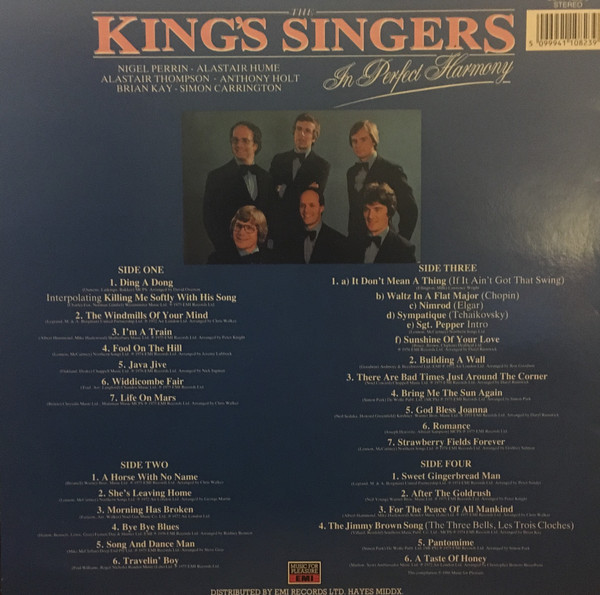 THE
KING'S SINGERS
NIGEL PERRIN - ALASTAIR HUME
ALASTAIR THOMPSON - ANTHONY HOLT
BRIAN KAY - SIMON CARRINGTON
In Perfect Harmony
STEREO
5 099941 108239
SIDE ONE
1. Ding A Dong
Interpolating Killing Me Softly With His Song
2. The Windmills Of Your Mind
3. I'm A Train
4. Fool On The Hill
5. Java Jive
6. Widdicombe Fair
7. Life On Mars
SIDE TWO
1. A Horse With No Name
2. She's Leaving Home
3. Morning Has Broken
4. Bye Bye Blues
5. Song And Dance Man
6. Travelin' Boy
SIDE THREE
1. a) It Don't Mean A Thing (If It Ain't Got That Swing)
b) Waltz In A Flat Major (Chopin)
c) Nimrod (Elgar)
d) Sympatique (Tchaikovsky)
e) Sgt. Pepper Intro
f) Sunshine Of Your Love
2. Building A Wall
3. There Are Bad Times Just Around The Corner
4. Bring Me The Sun Again
5. God Bless Joanna
6. Romance
7. Strawberry Fields Forever
SIDE FOUR
1. Sweet Gingerbread Man
2. After The Goldrush
3. For The Peace Of All Mankind
4. The Jimmy Brown Song (The Three Bells, Les Trois Cloches)
5. Pantomime
6. A Taste Of Honey
MUSIC FOR
PLEASURE
EMI
DISTRIBUTED BY EMI RECORDS LTD. HAYES MIDDX.